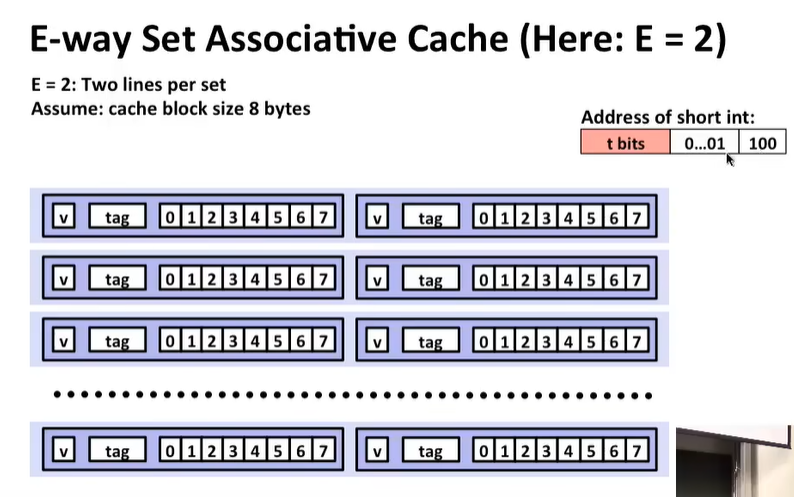 E-way Set Associative Cache (Here: E = 2)
E = 2: Two lines per set
Assume: cache block size 8 bytes
Address of short int:
t bits 0...01 100
v tag 0 1 2 3 4 5 6 7 v tag 0 1 2 3 4 5 6 7
v tag 0 1 2 3 4 5 6 7 v tag 0 1 2 3 4 5 6 7
v tag 0 1 2 3 4 5 6 7 v tag 0 1 2 3 4 5 6 7
v tag 0 1 2 3 4 5 6 7 v tag 0 1 2 3 4 5 6 7